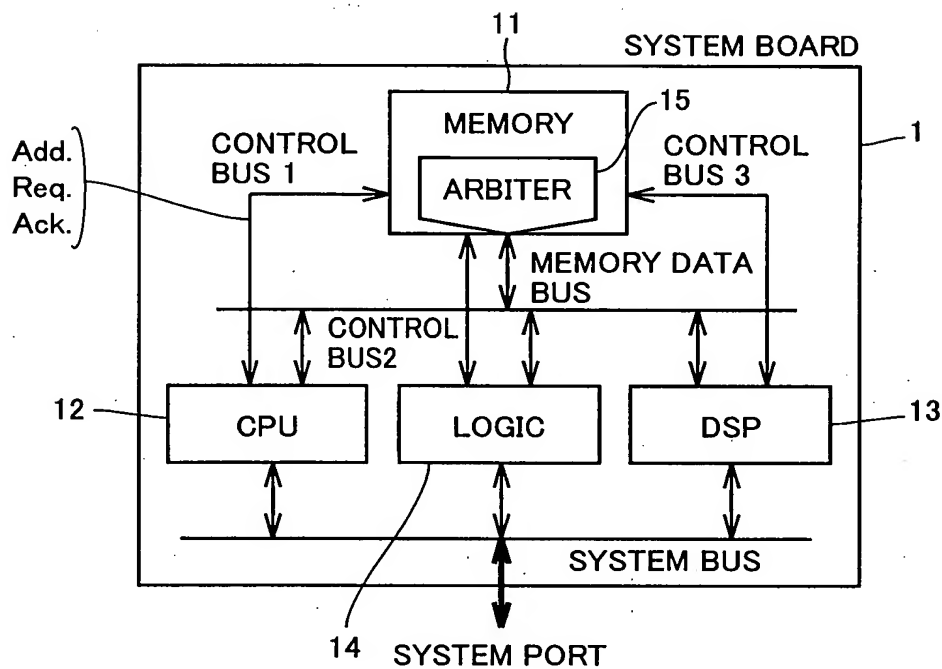 11
SYSTEM BOARD
15
MEMORY
1
Add.
Req.
Ack.
CONTROL
BUS 1
ARBITER
CONTROL
BUS 3
MEMORY DATA
BUS
CONTROL
BUS2
12
CPU
LOGIC
DSP
13
SYSTEM BUS
14
SYSTEM PORT